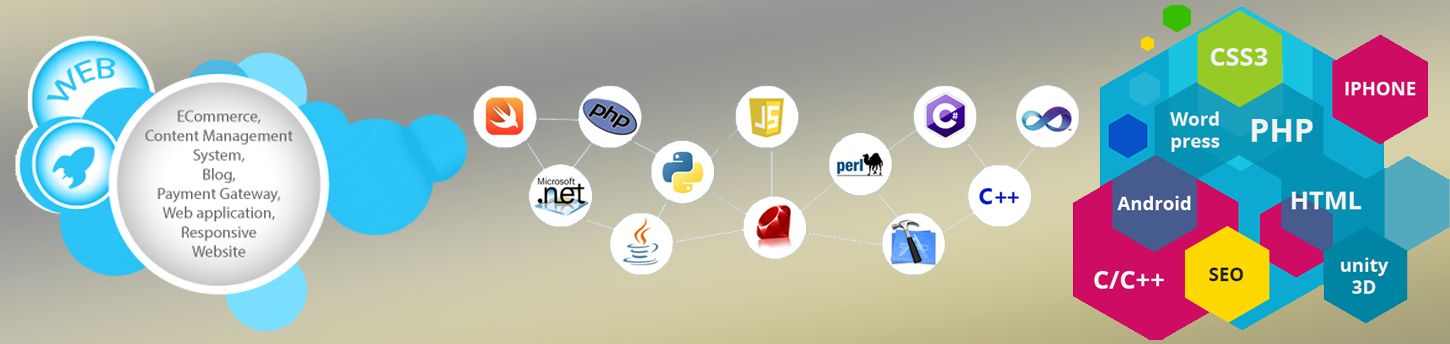 WEB
ECommerce,
Content Management
System,
Blog,
Payment Gateway,
Web application,
Responsive
Website
php
Microsoft
.net
JS
perl
C#
C++
CSS3
IPHONE
Word
press
PHP
Android
HTML
C/C++
SEO
unity
3D